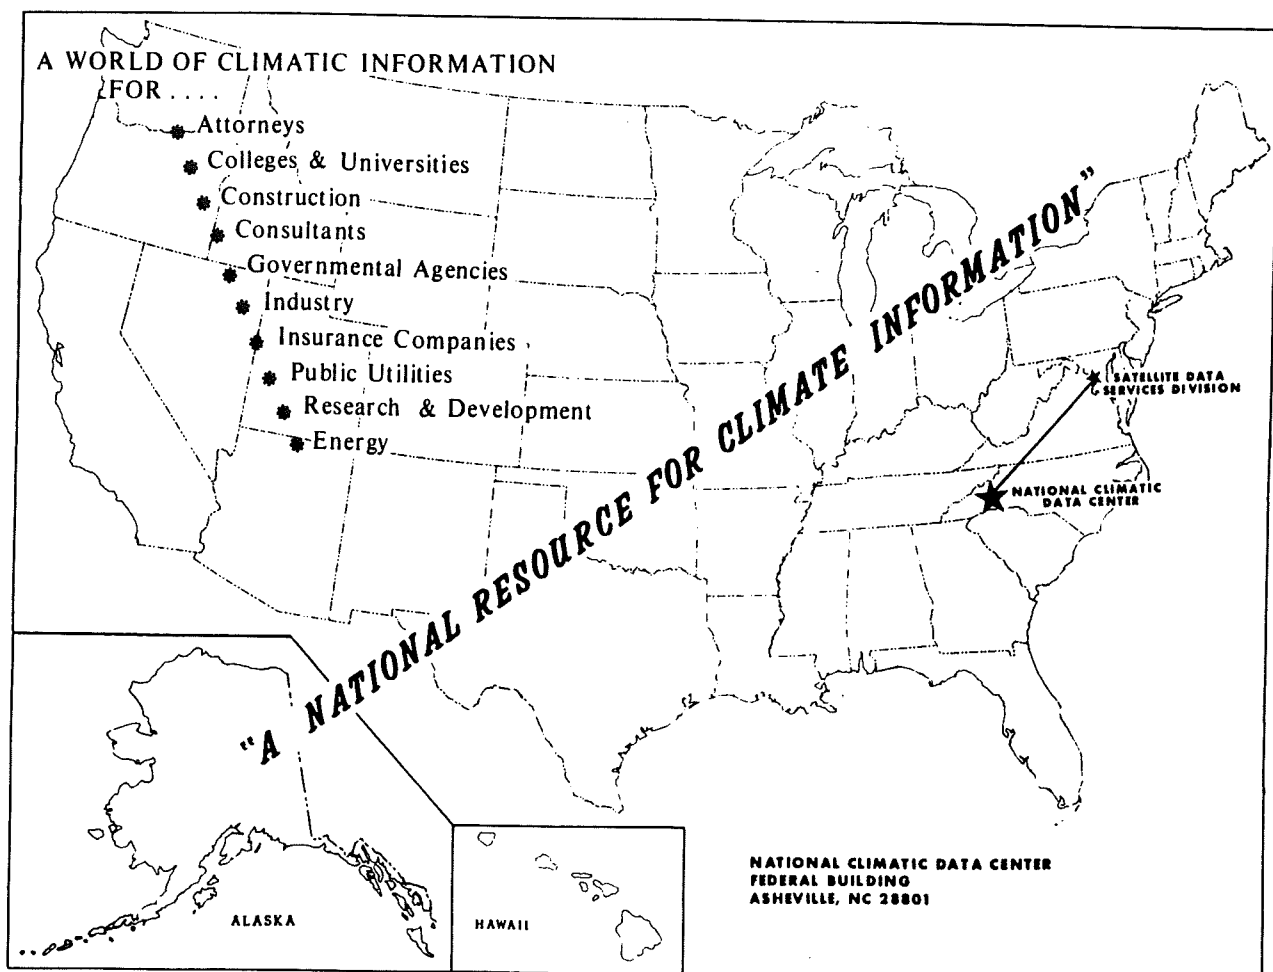 A WORLD OF CLIMATIC INFORMATION
FOR . . . .
Attorneys
Colleges & Universities
Construction
Consultants
Governmental Agencies
Industry
Insurance Companies
Public Utilities
Research & Development
Energy
"A NATIONAL RESOURCE FOR CLIMATE INFORMATION"
SATELLITE DATA
SERVICES DIVISION
NATIONAL CLIMATIC
DATA CENTER
ALASKA
HAWAII
NATIONAL CLIMATIC DATA CENTER
FEDERAL BUILDING
ASHEVILLE, NC 28801